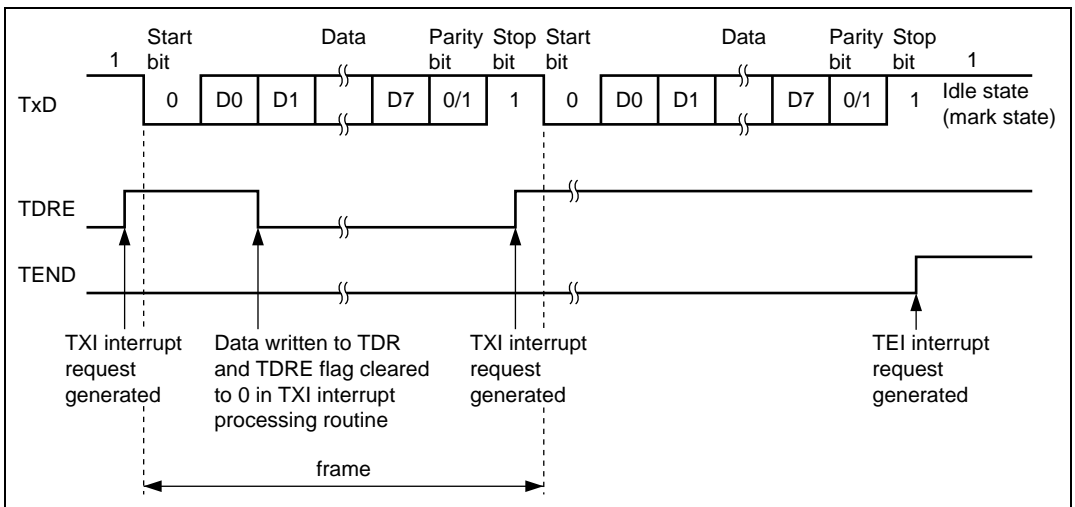 Start Data Parity Stop Start Data Parity Stop
1 bit bit bit bit bit bit 1
TxD 0 D0 D1 D7 0/1 1 0 D0 D1 D7 0/1 1 Idle state
(mark state)
TDRE
TEND
TXI interrupt
request
generated
Data written to TDR
and TDRE flag cleared
to 0 in TXI interrupt
processing routine
TXI interrupt
request
generated
TEI interrupt
request
generated
frame